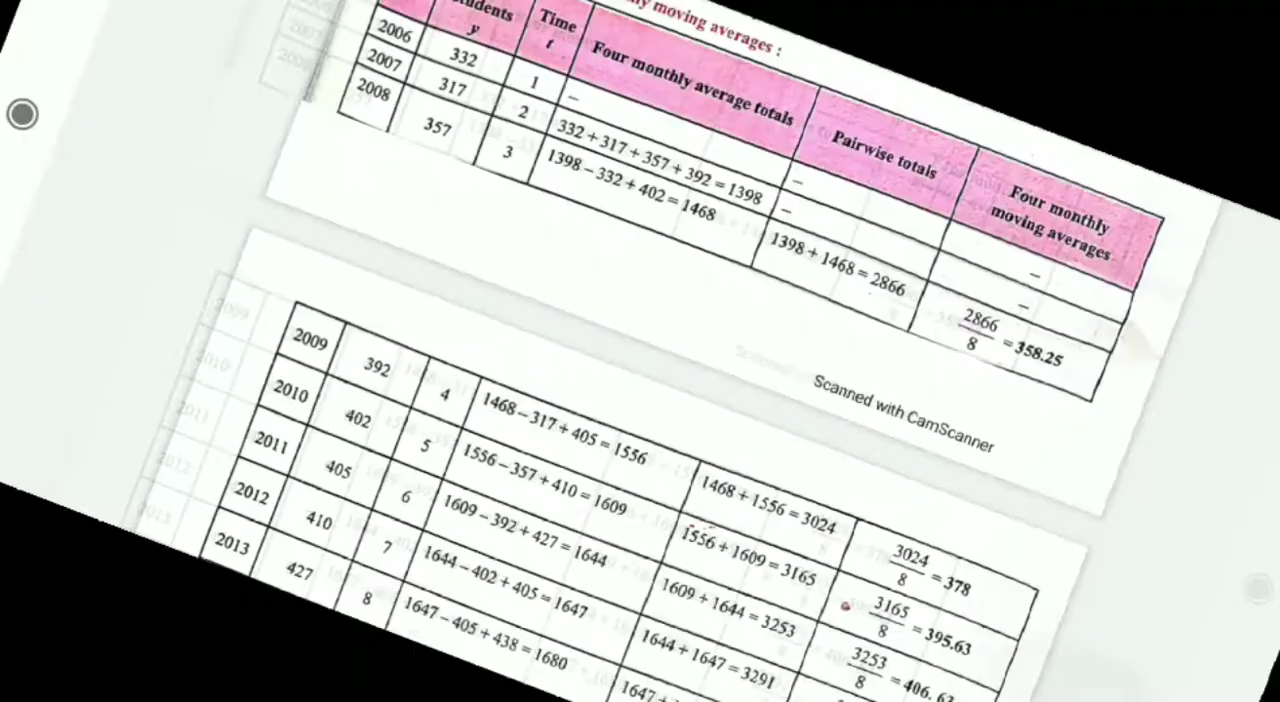 moving averages :
y
Time
t
Four monthly average totals
Pairwise totals
Four monthly
moving averages
2006 332 1 – – –
2007 317 2 332 + 317 + 357 + 392 = 1398 – –
2008 357 3 1398 – 332 + 402 = 1468 1398 + 1468 = 2866 2866/8 = 358.25
Scanned with CamScanner
2009 392 4 1468 – 317 + 405 = 1556 1468 + 1556 = 3024 3024/8 = 378
2010 402 5 1556 – 357 + 410 = 1609 1556 + 1609 = 3165 3165/8 = 395.63
2011 405 6 1609 – 392 + 427 = 1644 1609 + 1644 = 3253 3253/8 = 406.63
2012 410 7 1644 – 402 + 405 = 1647 1644 + 1647 = 3291
2013 427 8 1647 – 405 + 438 = 1680 1647 +